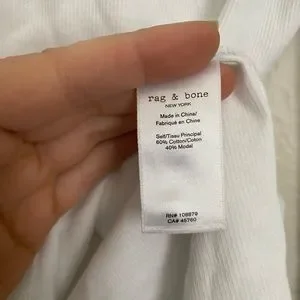 rag & bone
NEW YORK
Made in China/
Fabriqué en Chine
Self/Tissu Principal
60% Cotton/Coton
40% Modal
RN# 108879
CA# 45760